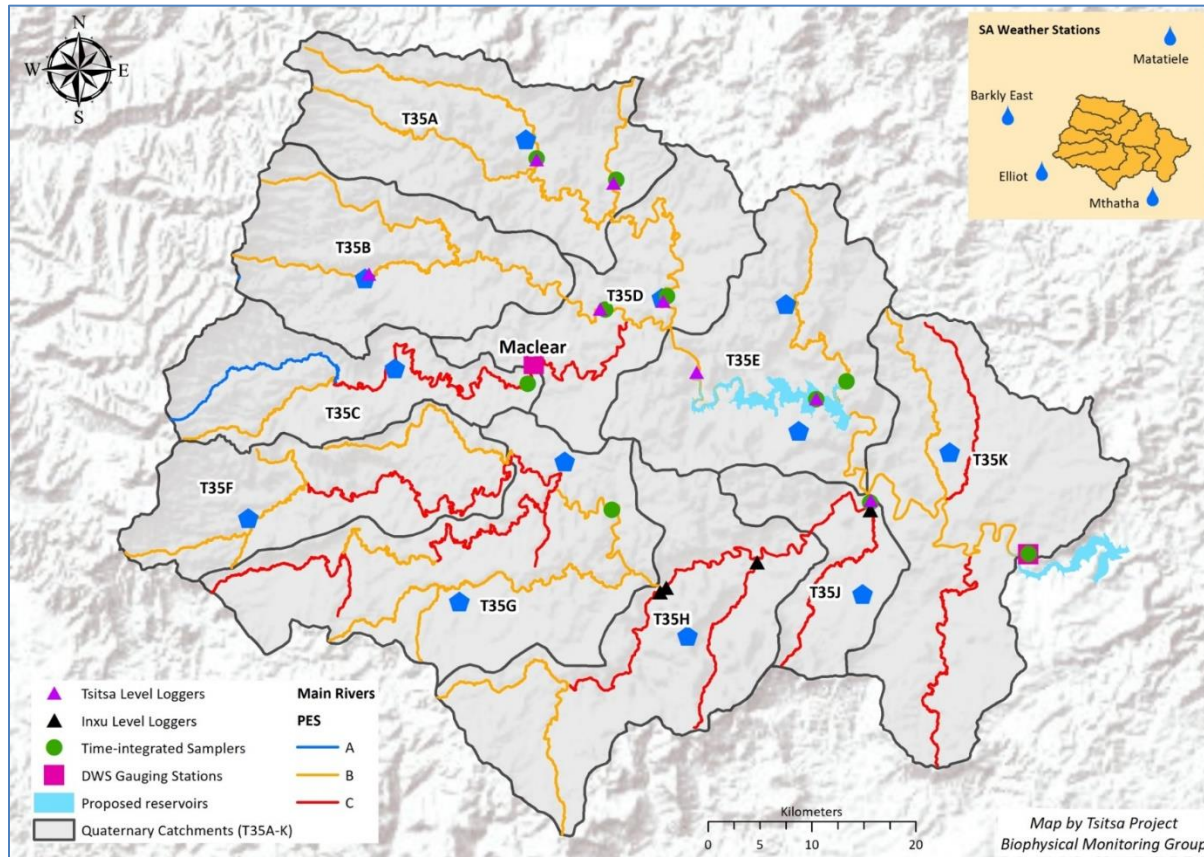 N
W E
S
SA Weather Stations
Matatiele
Barkly East
Elliot
Mthatha
T35A
T35B
T35D
Maclear
T35E
T35C
T35K
T35F
T35G
T35J
T35H
Tsitsa Level Loggers
Inxu Level Loggers
Time-integrated Samplers
DWS Gauging Stations
Proposed reservoirs
Quaternary Catchments (T35A-K)
Main Rivers
PES
A
B
C
Kilometers
0 5 10 20
Map by Tsitsa Project
Biophysical Monitoring Group